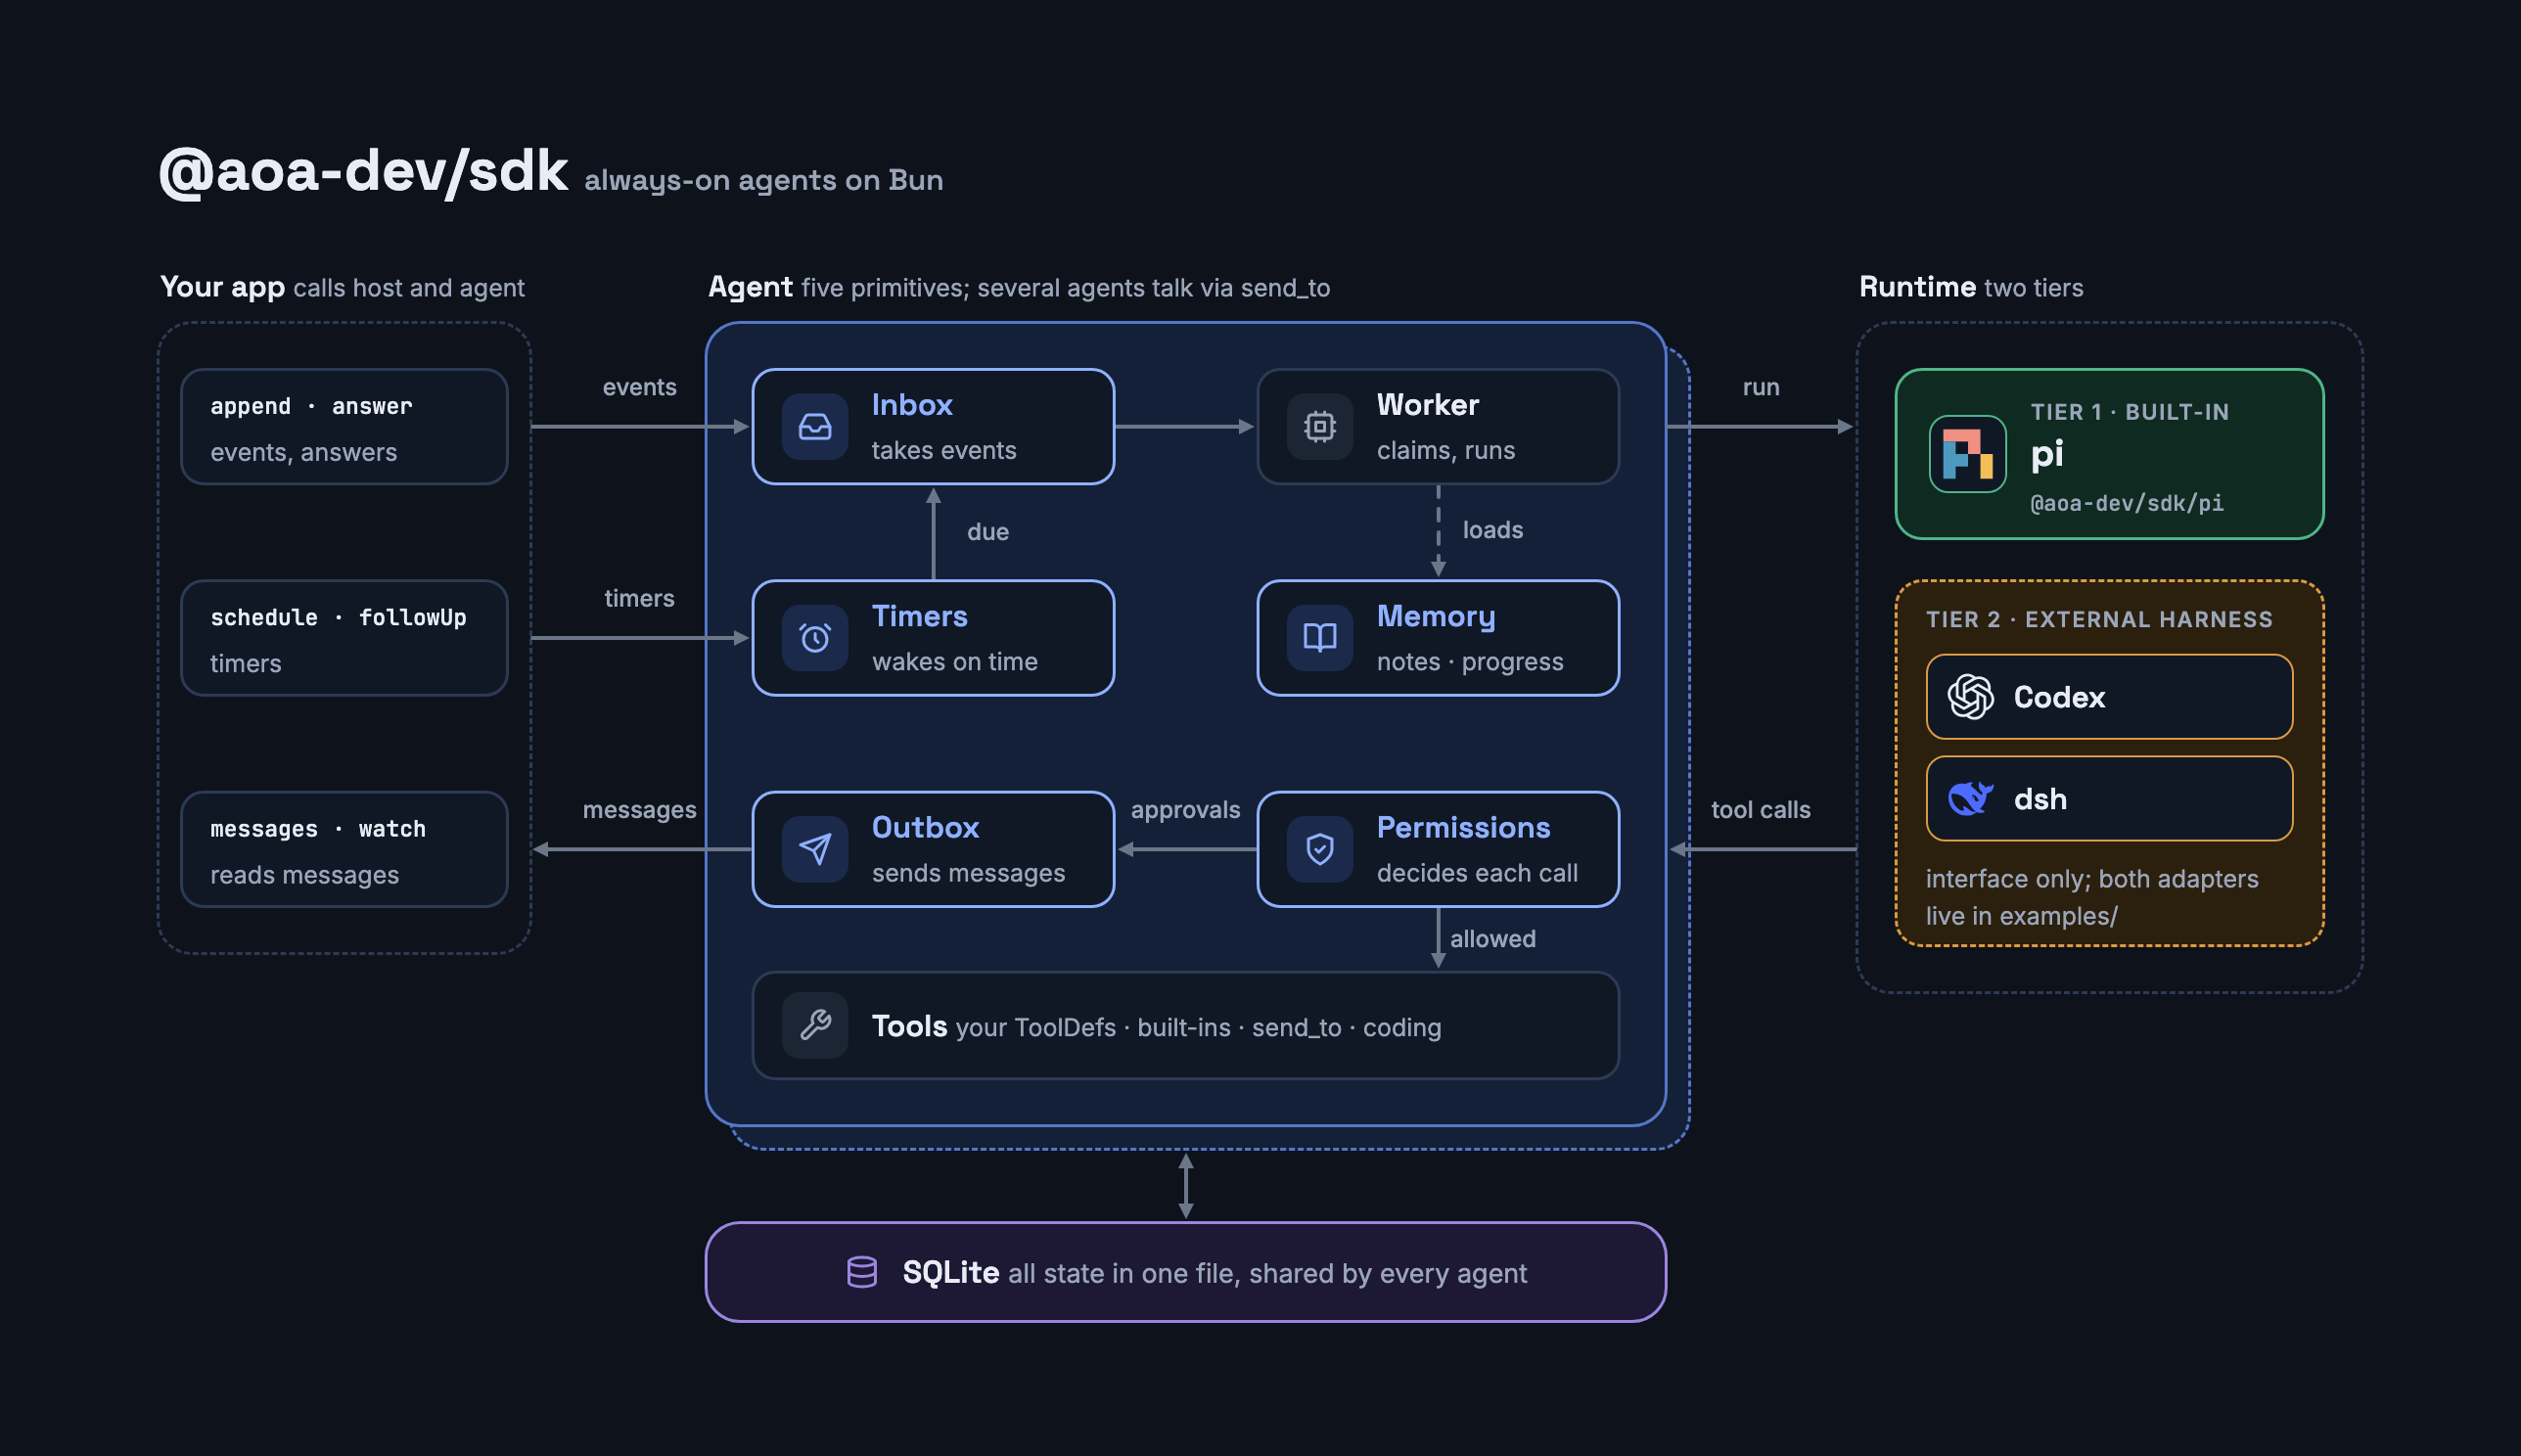 @aoa-dev/sdk always-on agents on Bun
Your app calls host and agent
append · answer
events, answers
schedule · followUp
timers
messages · watch
reads messages
events
timers
messages
Agent five primitives; several agents talk via send_to
Inbox
takes events
Worker
claims, runs
due
loads
Timers
wakes on time
Memory
notes · progress
Outbox
sends messages
approvals
Permissions
decides each call
allowed
Tools your ToolDefs · built-ins · send_to · coding
run
tool calls
Runtime two tiers
TIER 1 · BUILT-IN
pi
@aoa-dev/sdk/pi
TIER 2 · EXTERNAL HARNESS
Codex
dsh
interface only; both adapters
live in examples/
SQLite all state in one file, shared by every agent